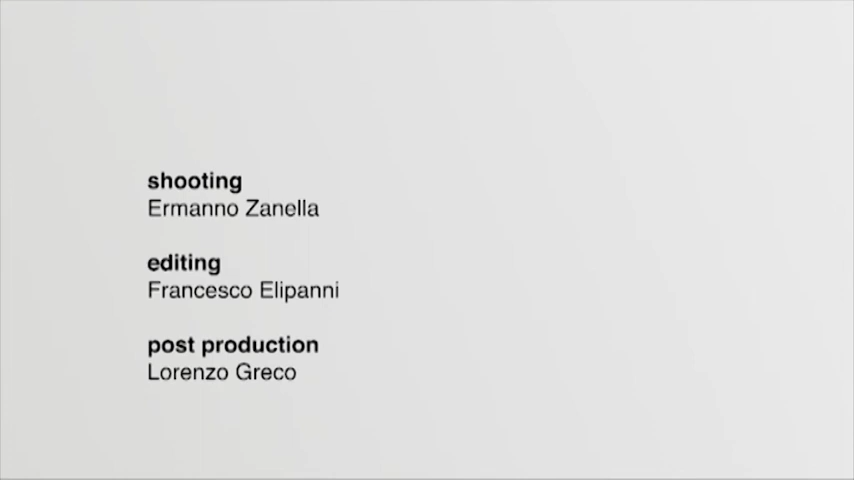 shooting
Ermanno Zanella
editing
Francesco Elipanni
post production
Lorenzo Greco